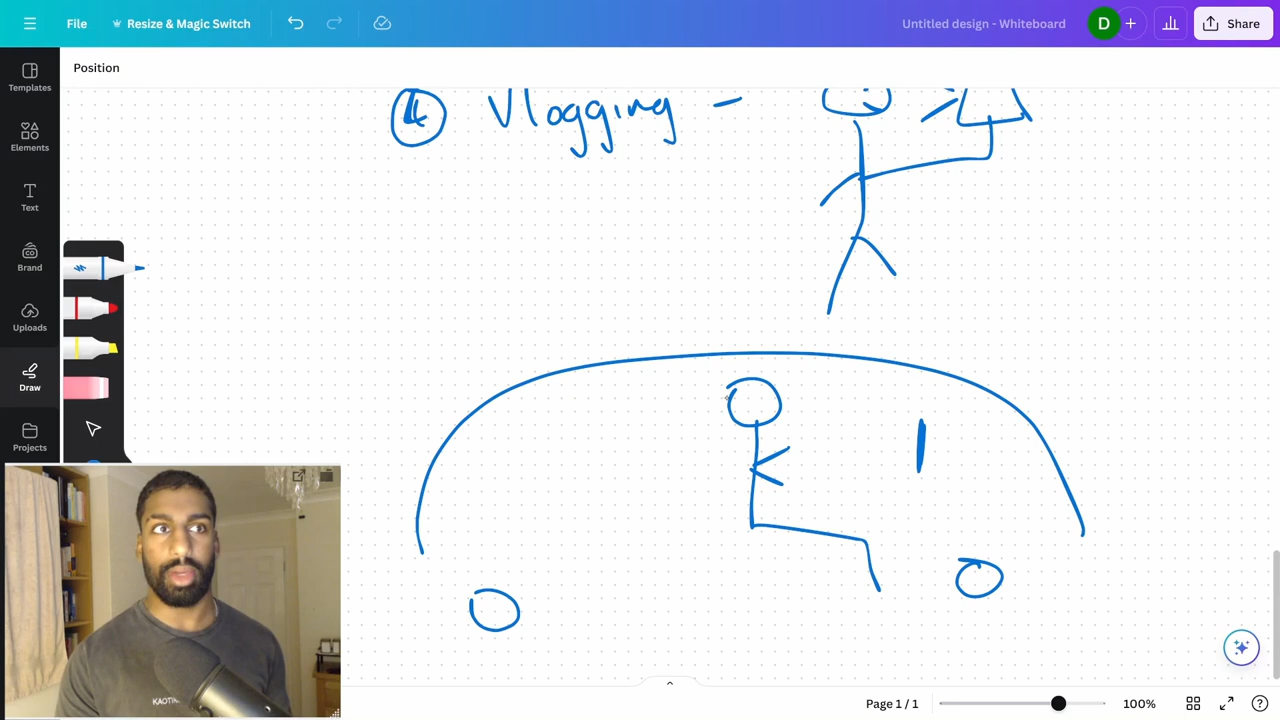 File Resize & Magic Switch Untitled design - Whiteboard D + Share
Position
Templates
Elements
Text
Brand
Uploads
Draw
Projects
4 Vlogging -
KAOTIK
Page 1 / 1 100%